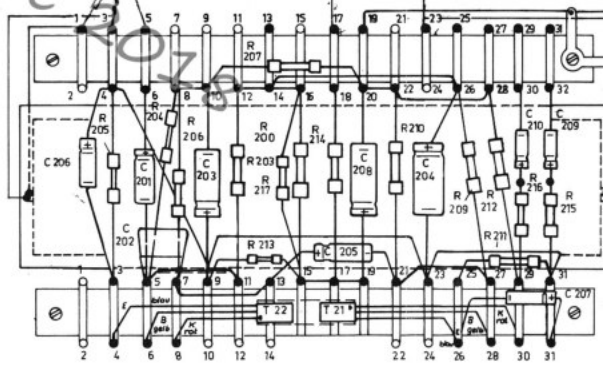 1 3 5 7 9 11 13 15 17 19 21 23 25 27 29 31
2018
2 4 6 8 10 12 14 16 18 20 22 24 26 28 30 32
R 207
R 205
R 204
R 206
R 200
R 214
R 210
C 210
C 209
C 206
C 201
C 203
R 203
R 217
C 208
C 204
R 209
R 212
R 216
R 215
C 202
R 213
C 205
R 211
3 5 7 9 11 13 15 17 19 21 23 25 27 29 31
E blau
B gelb
K rot
T 22
T 21
C 207
E blau
B gelb
K rot
2 4 6 8 10 12 14 22 24 26 28 30 31